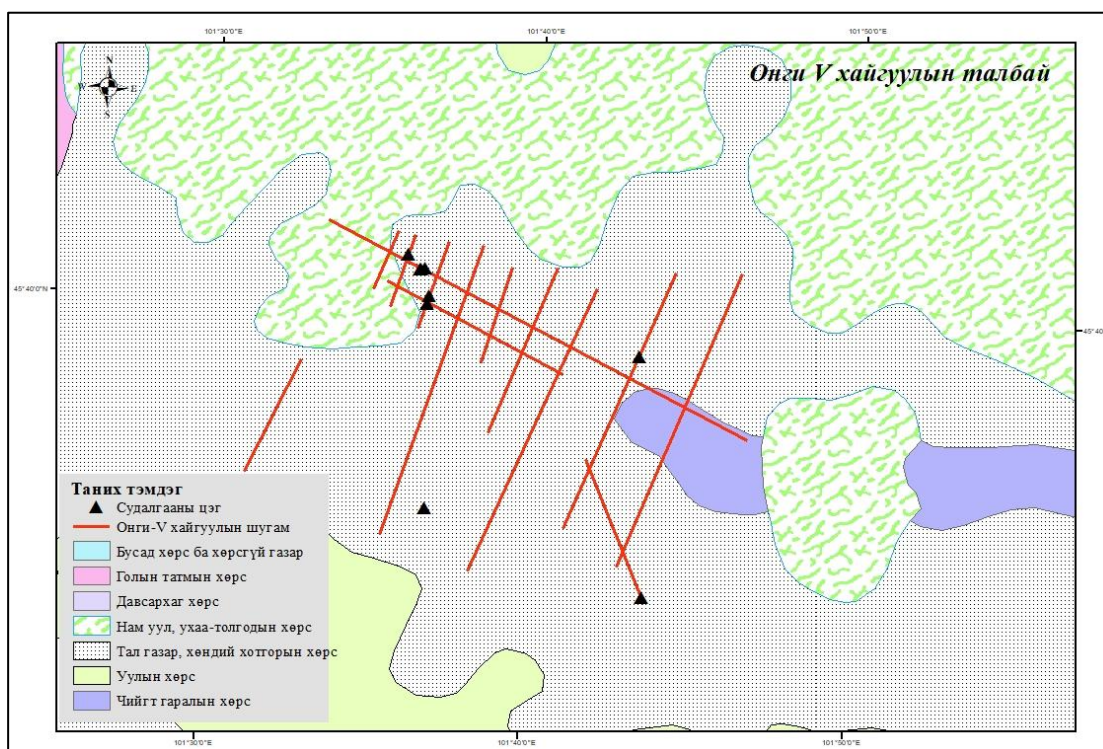 101°30'0"E 101°40'0"E 101°50'0"E
N
W E
S
Онги V хайгуулын талбай
45°40'0"N
45°40'
Таних тэмдэг
Судалгааны цэг
Онги-V хайгуулын шугам
Бусад хөрс ба хөрсгүй газар
Голын татмын хөрс
Давсархаг хөрс
Нам уул, ухаа-толгодын хөрс
Тал газар, хөндий хотгорын хөрс
Уулын хөрс
Чийгт гаралын хөрс
101°30'0"E 101°40'0"E 101°50'0"E